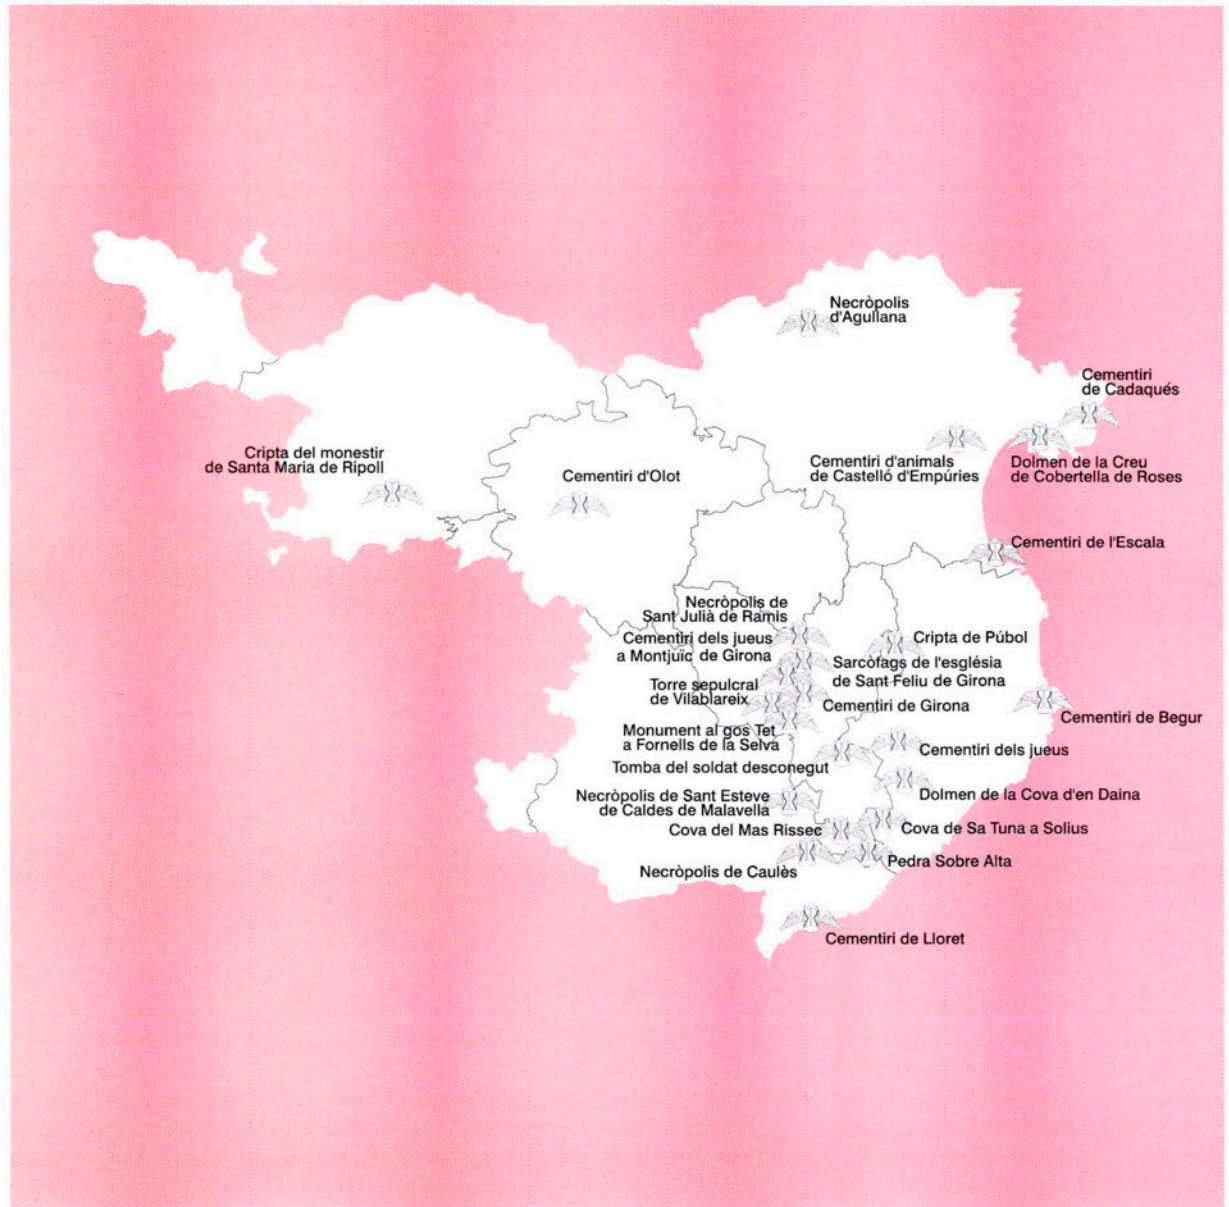 Necròpolis
d'Agullana
Cementiri
de Cadaqués
Cripta del monestir
de Santa Maria de Ripoll
Cementiri d'Olot
Cementiri d'animals
de Castelló d'Empúries
Dolmen de la Creu
de Cobertella de Roses
Cementiri de l'Escala
Necròpolis de
Sant Julià de Ramis
Cementiri dels jueus
a Montjuïc de Girona
Cripta de Púbol
Sarcòfags de l'església
de Sant Feliu de Girona
Torre sepulcral
de Vilablareix
Cementiri de Girona
Cementiri de Begur
Monument al gos Tet
a Fornells de la Selva
Cementiri dels jueus
Tomba del soldat desconegut
Necròpolis de Sant Esteve
de Caldes de Malavella
Dolmen de la Cova d'en Daina
Cova del Mas Rissec
Cova de Sa Tuna a Solius
Necròpolis de Caulès
Pedra Sobre Alta
Cementiri de Lloret